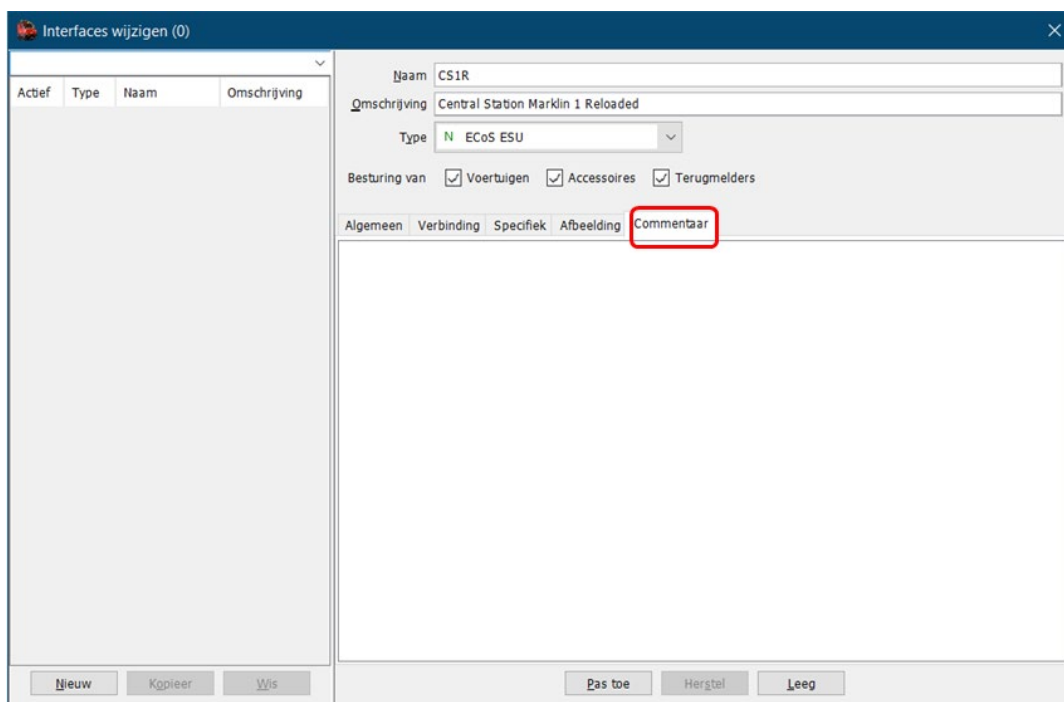 Interfaces wijzigen (0)
Actief Type Naam Omschrijving
Naam CS1R
Omschrijving Central Station Marklin 1 Reloaded
Type N ECoS ESU
Besturing van Voertuigen Accessoires Terugmelders
Algemeen Verbinding Specifiek Afbeelding Commentaar
Nieuw Kopieer Wis Pas toe Herstel Leeg